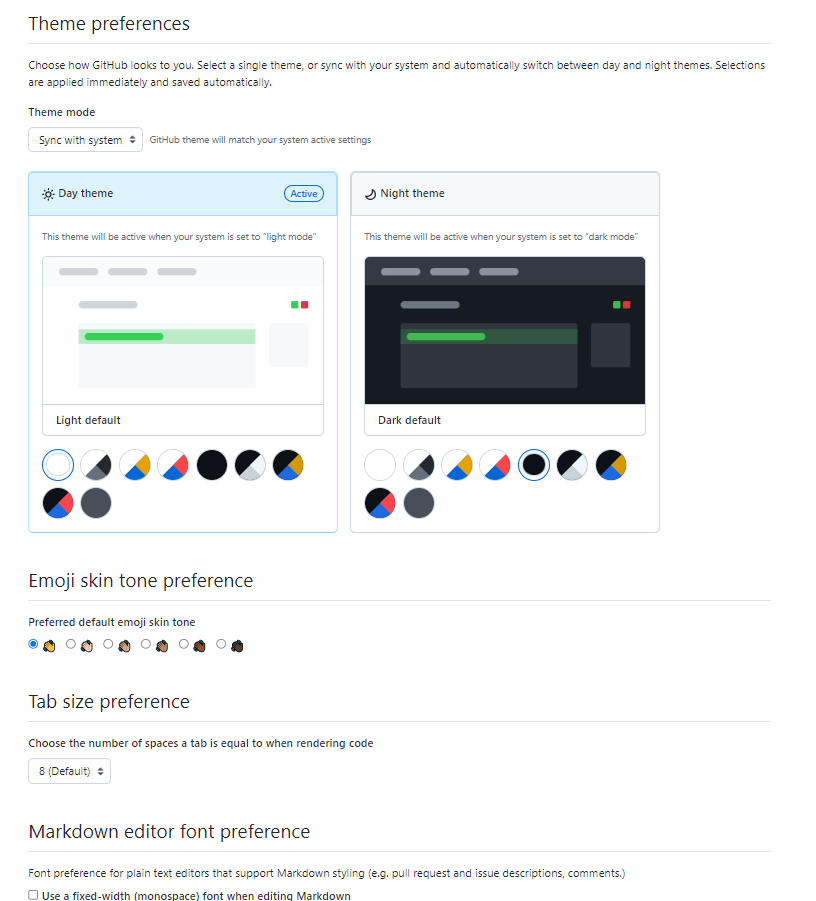 Theme preferences
Choose how GitHub looks to you. Select a single theme, or sync with your system and automatically switch between day and night themes. Selections
are applied immediately and saved automatically.
Theme mode
Sync with system GitHub theme will match your system active settings
Day theme Active
This theme will be active when your system is set to “light mode”
Light default
Night theme
This theme will be active when your system is set to “dark mode”
Dark default
Emoji skin tone preference
Preferred default emoji skin tone
Tab size preference
Choose the number of spaces a tab is equal to when rendering code
8 (Default)
Markdown editor font preference
Font preference for plain text editors that support Markdown styling (e.g. pull request and issue descriptions, comments.)
Use a fixed-width (monospace) font when editing Markdown